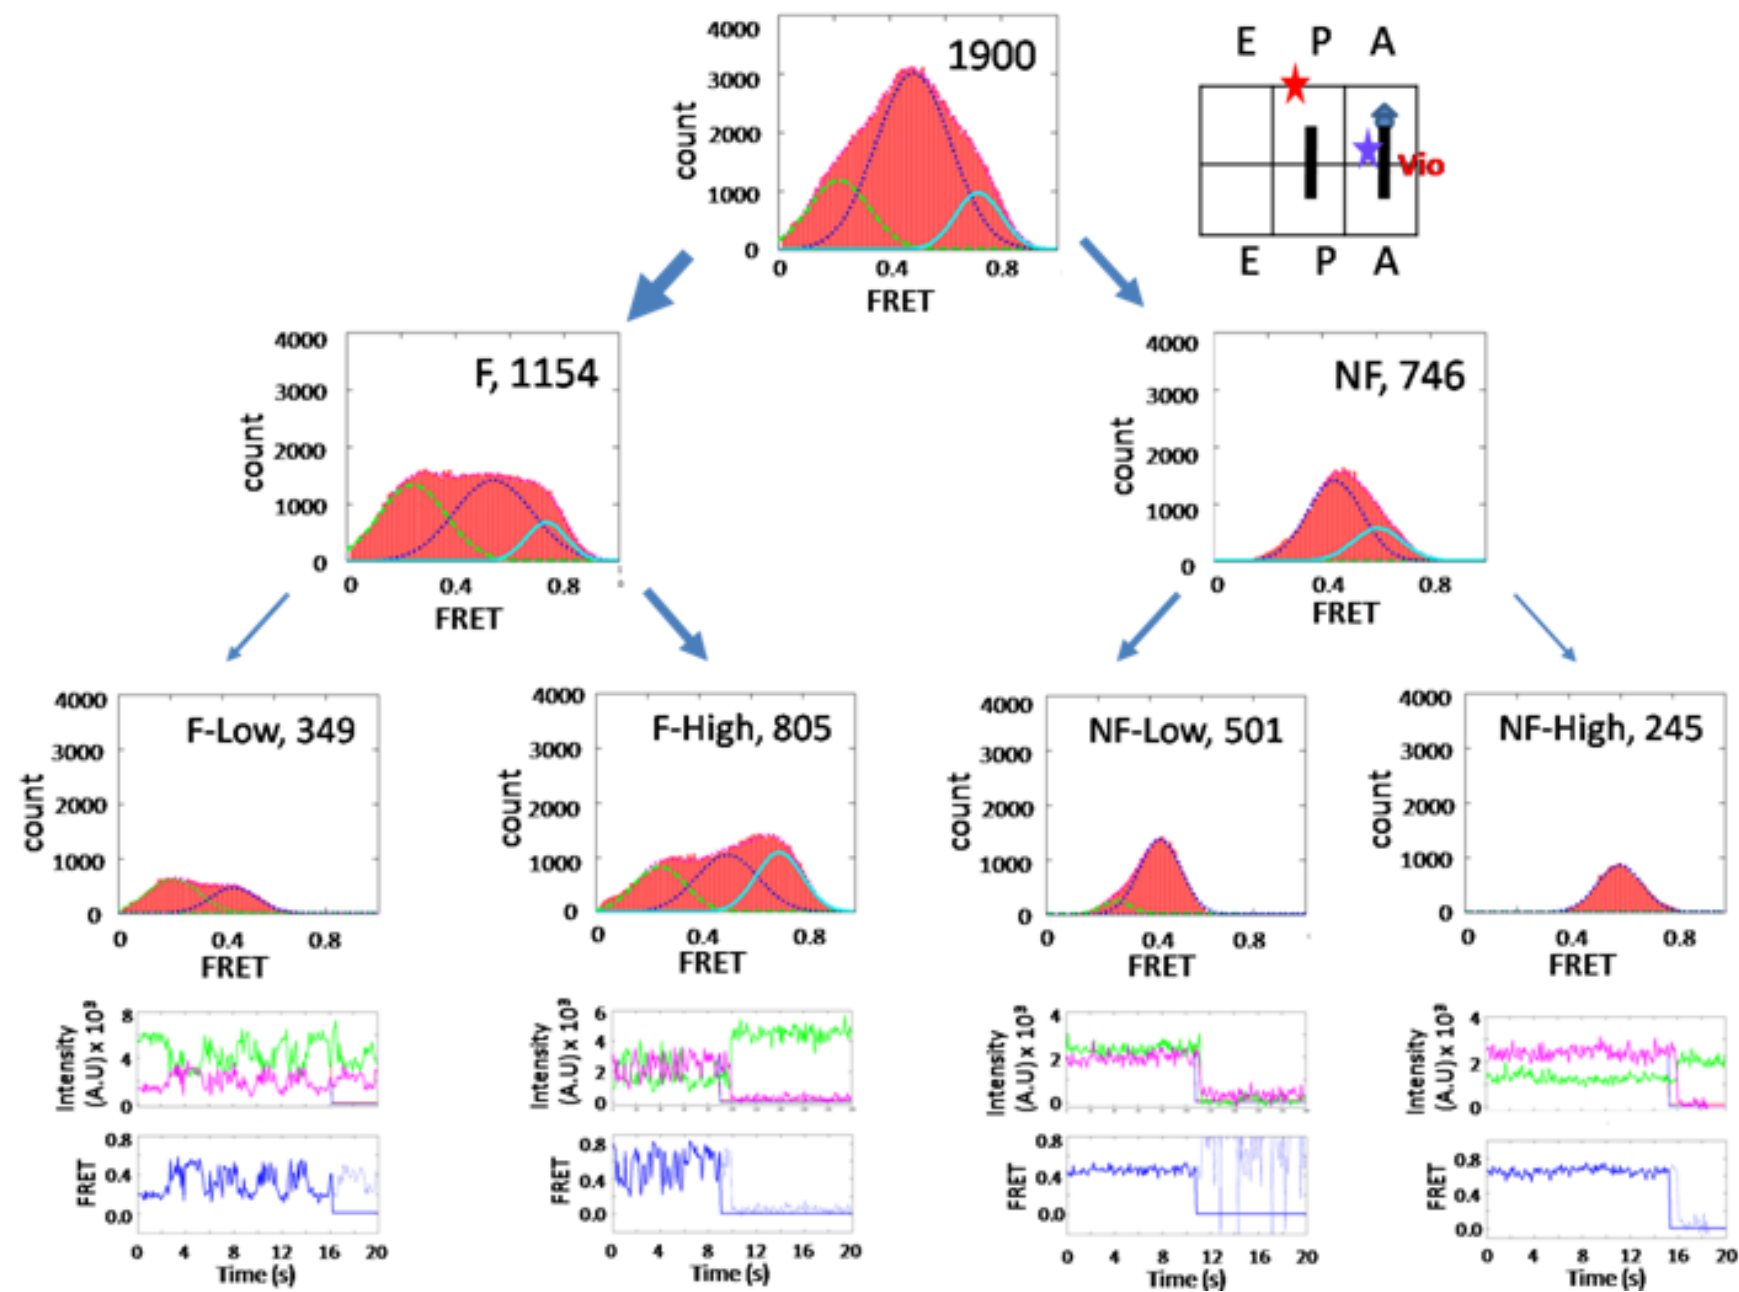 4000
3000
2000
1000
0
count
1900
0 0.4 0.8
FRET
E P A
Vio
E P A
4000
3000
2000
1000
0
count
F, 1154
0 0.4 0.8
FRET
4000
3000
2000
1000
0
count
NF, 746
0 0.4 0.8
FRET
4000
3000
2000
1000
0
count
F-Low, 349
0 0.4 0.8
FRET
4000
3000
2000
1000
0
count
F-High, 805
0 0.4 0.8
FRET
4000
3000
2000
1000
0
count
NF-Low, 501
0 0.4 0.8
FRET
4000
3000
2000
1000
0
count
NF-High, 245
0 0.4 0.8
FRET
Intensity
(A.U) x 10³
8
4
0
FRET
0.8
0.4
0.0
0 4 8 12 16 20
Time (s)
Intensity
(A.U) x 10³
6
4
2
0
FRET
0.8
0.4
0.0
0 4 8 12 16 20
Time (s)
Intensity
(A.U) x 10³
4
2
0
FRET
0.8
0.4
0.0
0 4 8 12 16 20
Time (s)
Intensity
(A.U) x 10³
4
2
0
FRET
0.8
0.4
0.0
0 4 8 12 16 20
Time (s)